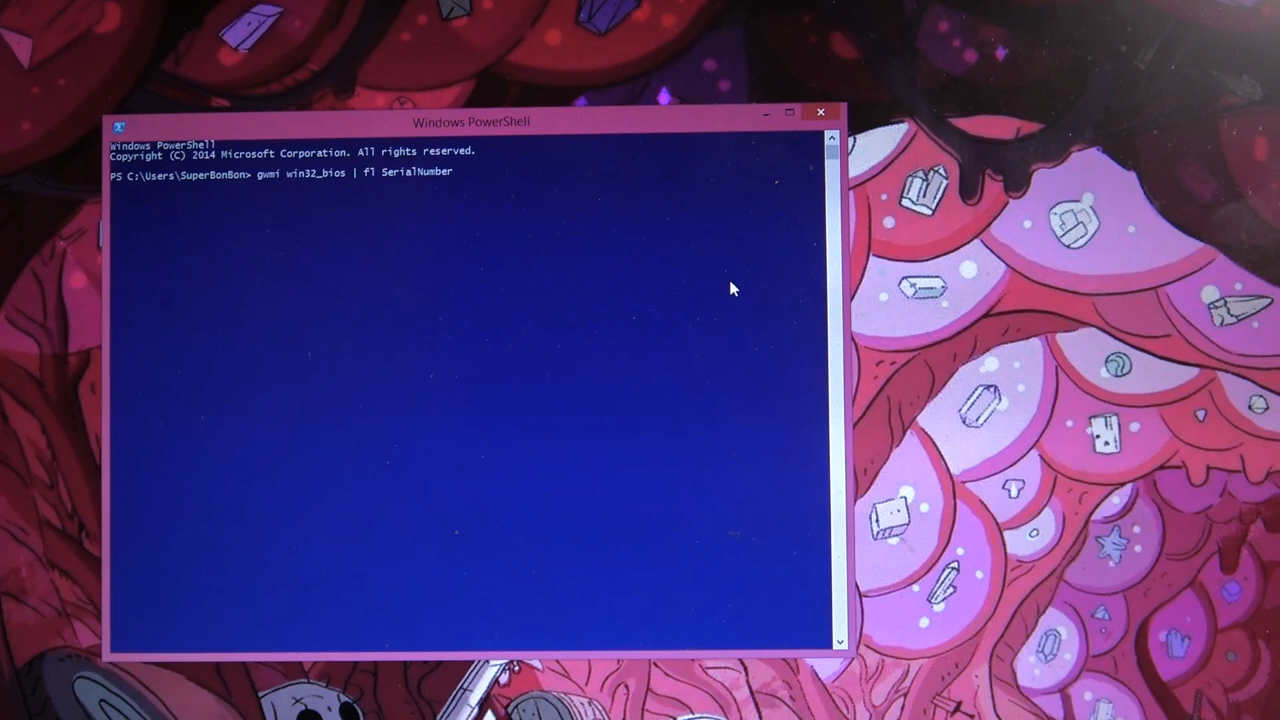 Windows PowerShell
Windows PowerShell
Copyright (C) 2014 Microsoft Corporation. All rights reserved.
PS C:\Users\SuperBonBon> gwmi win32_bios | fl SerialNumber